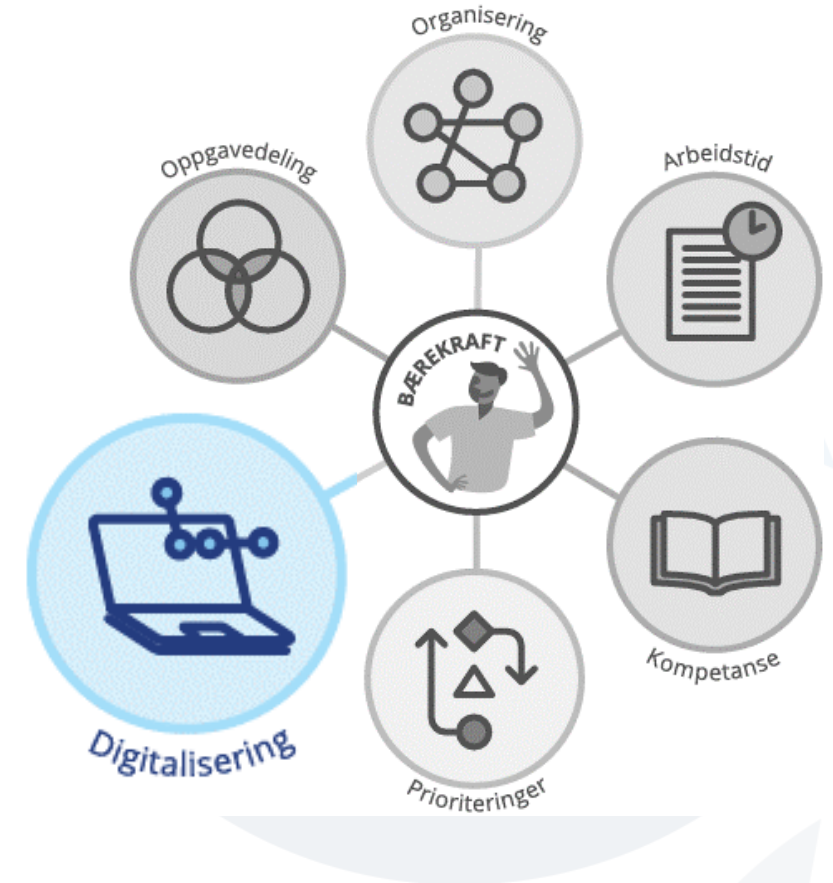 Organisering
Oppgavedeling
Arbeidstid
BÆREKRAFT
Digitalisering
Kompetanse
Prioriteringer